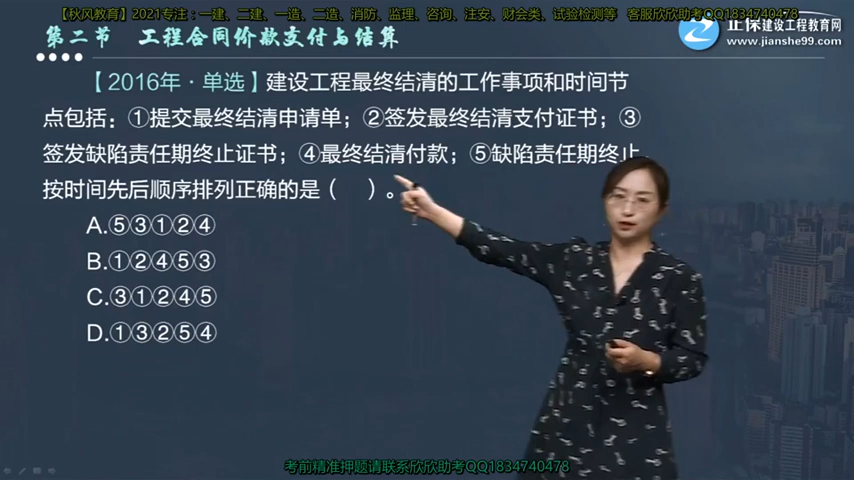 【秋风教育】2021专注：一建、二建、一造、二造、消防、监理、咨询、注安、财会类、试验检测等  客服欣欣助考QQ1834740478
第二节  工程合同价款交付与结算
正保建设工程教育网
www.jianshe99.com
【2016年·单选】建设工程最终结清的工作事项和时间节
点包括：①提交最终结清申请单；②签发最终结清支付证书；③
签发缺陷责任期终止证书；④最终结清付款；⑤缺陷责任期终止
按时间先后顺序排列正确的是（  ）。
A.⑤③①②④
B.①②④⑤③
C.③①②④⑤
D.①③②⑤④
考前精准押题请联系欣欣助考QQ1834740478